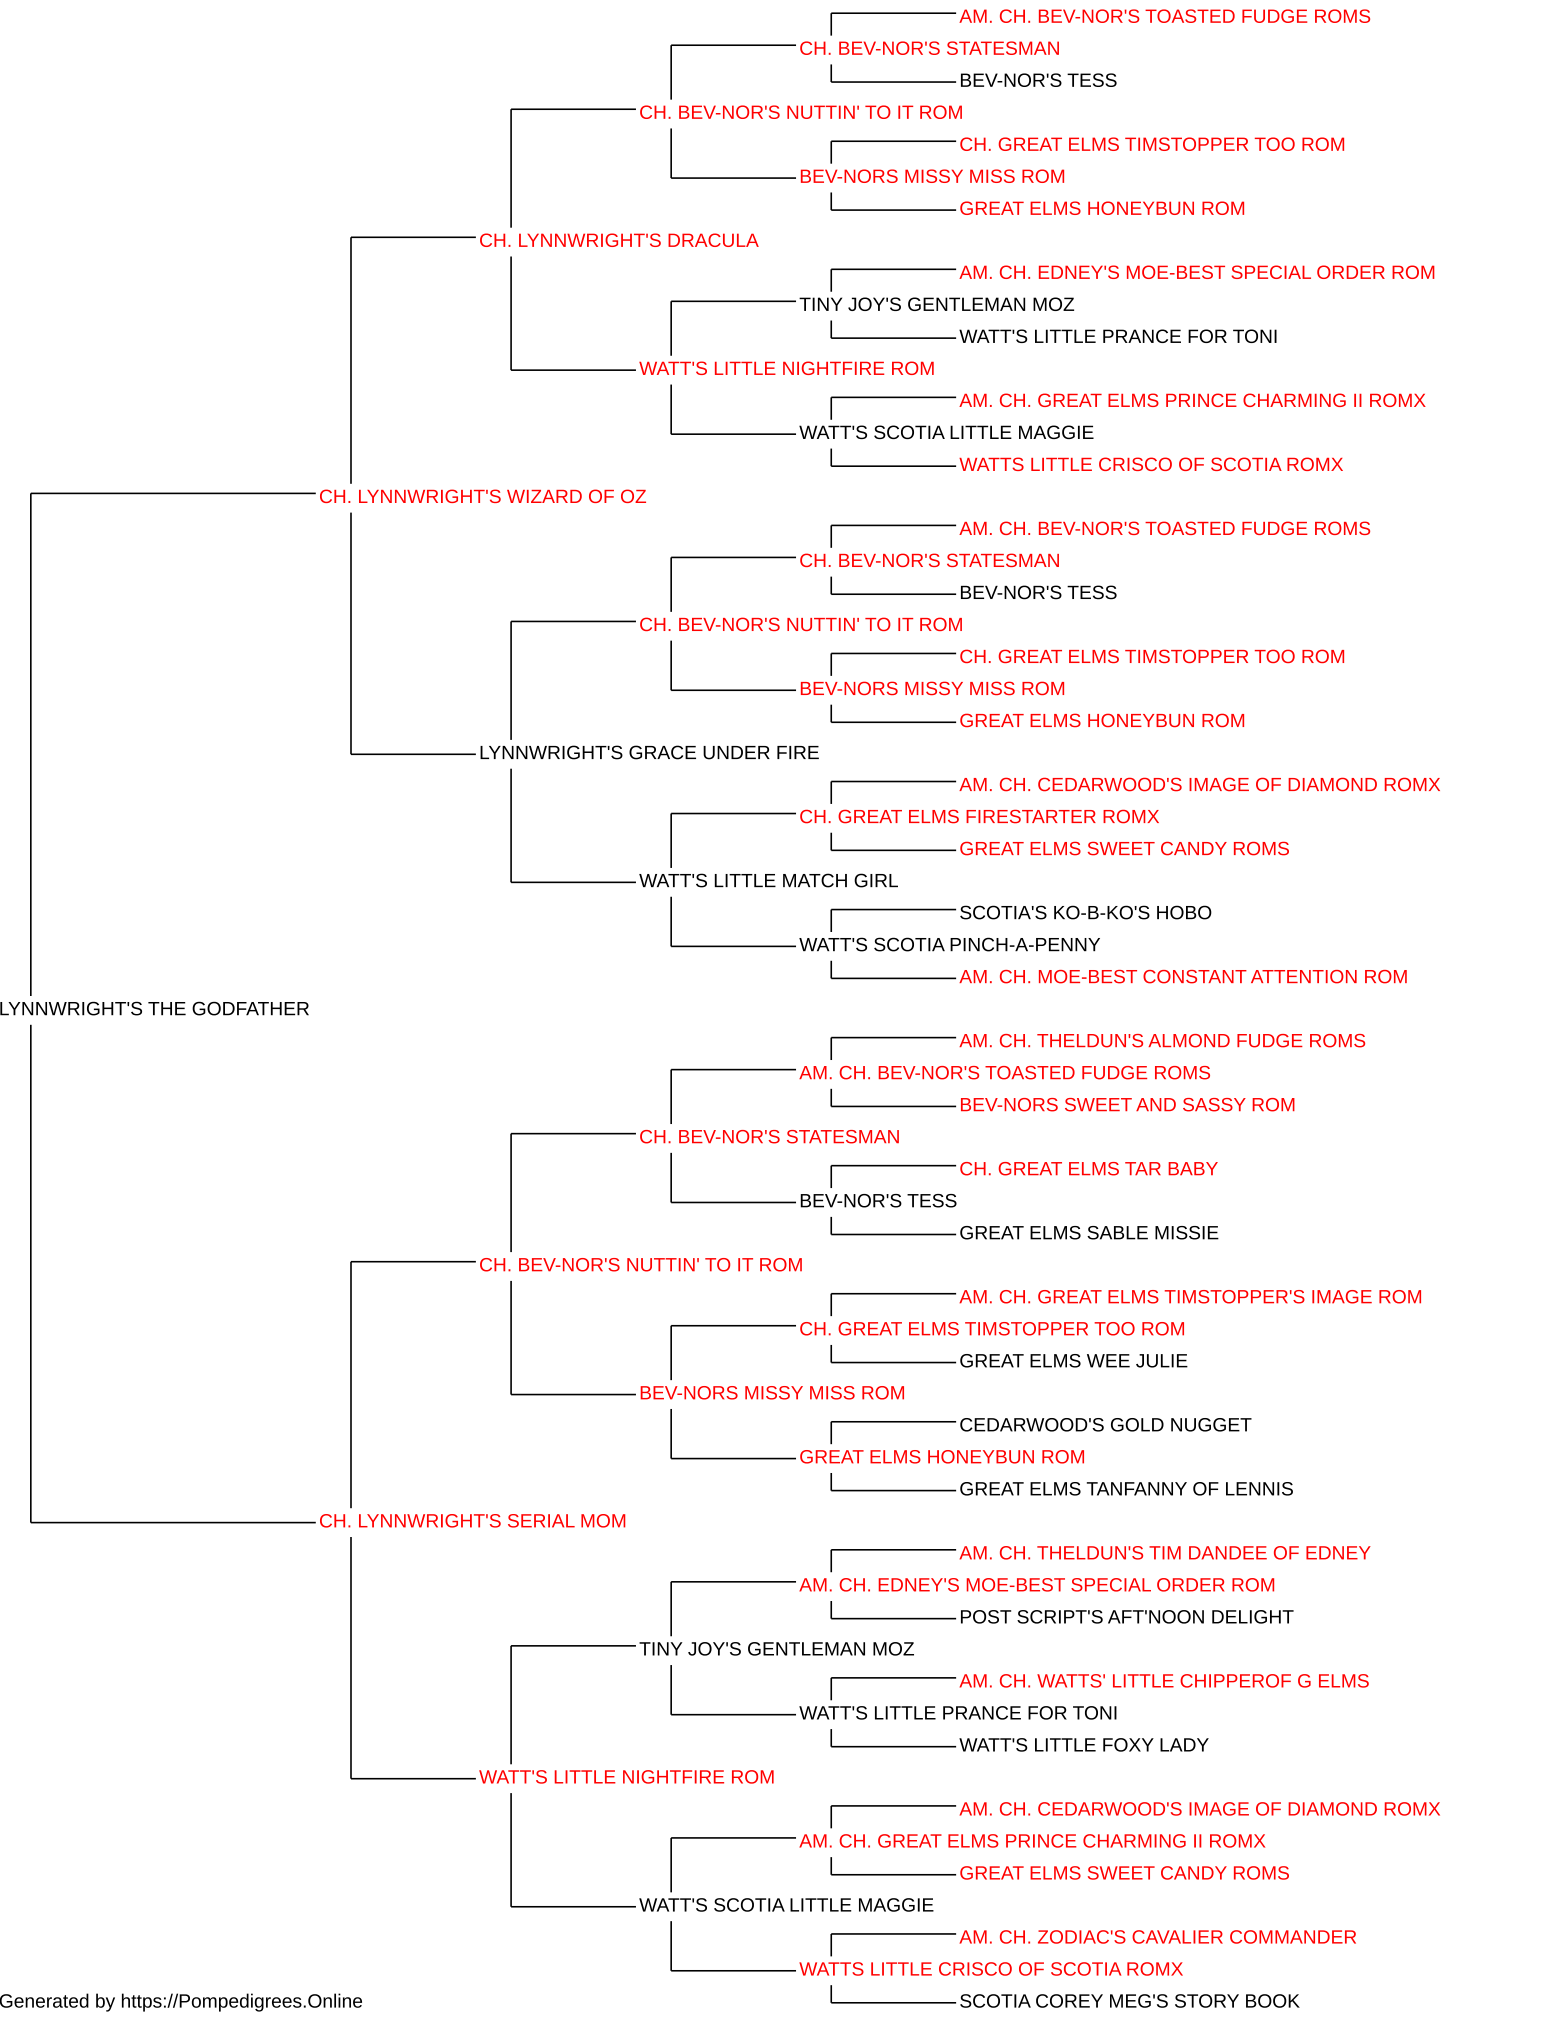 AM. CH. BEV-NOR'S TOASTED FUDGE ROMS
CH. BEV-NOR'S STATESMAN
BEV-NOR'S TESS
CH. BEV-NOR'S NUTTIN' TO IT ROM
CH. GREAT ELMS TIMSTOPPER TOO ROM
BEV-NORS MISSY MISS ROM
GREAT ELMS HONEYBUN ROM
CH. LYNNWRIGHT'S DRACULA
AM. CH. EDNEY'S MOE-BEST SPECIAL ORDER ROM
TINY JOY'S GENTLEMAN MOZ
WATT'S LITTLE PRANCE FOR TONI
WATT'S LITTLE NIGHTFIRE ROM
AM. CH. GREAT ELMS PRINCE CHARMING II ROMX
WATT'S SCOTIA LITTLE MAGGIE
WATTS LITTLE CRISCO OF SCOTIA ROMX
CH. LYNNWRIGHT'S WIZARD OF OZ
AM. CH. BEV-NOR'S TOASTED FUDGE ROMS
CH. BEV-NOR'S STATESMAN
BEV-NOR'S TESS
CH. BEV-NOR'S NUTTIN' TO IT ROM
CH. GREAT ELMS TIMSTOPPER TOO ROM
BEV-NORS MISSY MISS ROM
GREAT ELMS HONEYBUN ROM
LYNNWRIGHT'S GRACE UNDER FIRE
AM. CH. CEDARWOOD'S IMAGE OF DIAMOND ROMX
CH. GREAT ELMS FIRESTARTER ROMX
GREAT ELMS SWEET CANDY ROMS
WATT'S LITTLE MATCH GIRL
SCOTIA'S KO-B-KO'S HOBO
WATT'S SCOTIA PINCH-A-PENNY
AM. CH. MOE-BEST CONSTANT ATTENTION ROM
LYNNWRIGHT'S THE GODFATHER
AM. CH. THELDUN'S ALMOND FUDGE ROMS
AM. CH. BEV-NOR'S TOASTED FUDGE ROMS
BEV-NORS SWEET AND SASSY ROM
CH. BEV-NOR'S STATESMAN
CH. GREAT ELMS TAR BABY
BEV-NOR'S TESS
GREAT ELMS SABLE MISSIE
CH. BEV-NOR'S NUTTIN' TO IT ROM
AM. CH. GREAT ELMS TIMSTOPPER'S IMAGE ROM
CH. GREAT ELMS TIMSTOPPER TOO ROM
GREAT ELMS WEE JULIE
BEV-NORS MISSY MISS ROM
CEDARWOOD'S GOLD NUGGET
GREAT ELMS HONEYBUN ROM
GREAT ELMS TANFANNY OF LENNIS
CH. LYNNWRIGHT'S SERIAL MOM
AM. CH. THELDUN'S TIM DANDEE OF EDNEY
AM. CH. EDNEY'S MOE-BEST SPECIAL ORDER ROM
POST SCRIPT'S AFT'NOON DELIGHT
TINY JOY'S GENTLEMAN MOZ
AM. CH. WATTS' LITTLE CHIPPEROF G ELMS
WATT'S LITTLE PRANCE FOR TONI
WATT'S LITTLE FOXY LADY
WATT'S LITTLE NIGHTFIRE ROM
AM. CH. CEDARWOOD'S IMAGE OF DIAMOND ROMX
AM. CH. GREAT ELMS PRINCE CHARMING II ROMX
GREAT ELMS SWEET CANDY ROMS
WATT'S SCOTIA LITTLE MAGGIE
AM. CH. ZODIAC'S CAVALIER COMMANDER
WATTS LITTLE CRISCO OF SCOTIA ROMX
SCOTIA COREY MEG'S STORY BOOK
Generated by https://Pompedigrees.Online